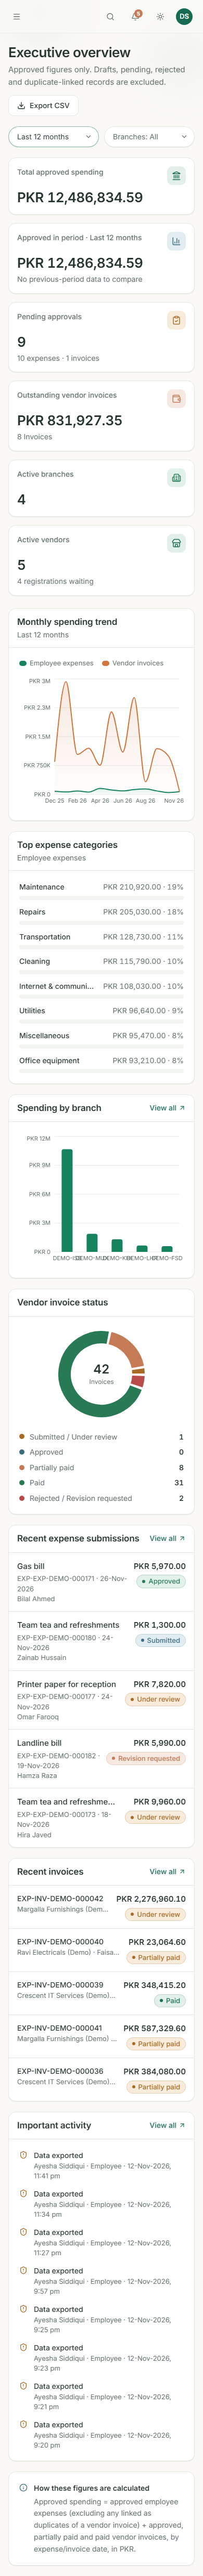 6
DS
Executive overview
Approved figures only. Drafts, pending, rejected
and duplicate-linked records are excluded.
Export CSV
Last 12 months
Branches: All
Total approved spending
PKR 12,486,834.59
Approved in period · Last 12 months
PKR 12,486,834.59
No previous-period data to compare
Pending approvals
9
10 expenses · 1 invoices
Outstanding vendor invoices
PKR 831,927.35
8 Invoices
Active branches
4
Active vendors
5
4 registrations waiting
Monthly spending trend
Last 12 months
Employee expenses
Vendor invoices
PKR 3M
PKR 2.3M
PKR 1.5M
PKR 750K
PKR 0
Dec 25 Feb 26 Apr 26 Jun 26 Aug 26 Nov 26
Top expense categories
Employee expenses
Maintenance PKR 210,920.00 · 19%
Repairs PKR 205,030.00 · 18%
Transportation PKR 128,730.00 · 11%
Cleaning PKR 115,790.00 · 10%
Internet & communi... PKR 108,030.00 · 10%
Utilities PKR 96,640.00 · 9%
Miscellaneous PKR 95,470.00 · 8%
Office equipment PKR 93,210.00 · 8%
Spending by branch View all
PKR 12M
PKR 9M
PKR 6M
PKR 3M
PKR 0
DEMO-FSD
Vendor invoice status
42
Invoices
Submitted / Under review 1
Approved 0
Partially paid 8
Paid 31
Rejected / Revision requested 2
Recent expense submissions View all
Gas bill PKR 5,970.00
EXP-EXP-DEMO-000171 · 26-Nov-
2026
Approved
Bilal Ahmed
Team tea and refreshments PKR 1,300.00
EXP-EXP-DEMO-000180 · 24-
Nov-2026
Submitted
Zainab Hussain
Printer paper for reception PKR 7,820.00
EXP-EXP-DEMO-000177 · 24-
Nov-2026
Under review
Omar Farooq
Landline bill PKR 5,990.00
EXP-EXP-DEMO-000182 ·
19-Nov-2026
Revision requested
Hamza Raza
Team tea and refreshme... PKR 9,960.00
EXP-EXP-DEMO-000173 · 18-
Nov-2026
Under review
Hira Javed
Recent invoices View all
EXP-INV-DEMO-000042 PKR 2,276,960.10
Margalla Furnishings (Dem...
Under review
EXP-INV-DEMO-000040 PKR 23,064.60
Ravi Electricals (Demo) · Faisa...
Partially paid
EXP-INV-DEMO-000039 PKR 348,415.20
Crescent IT Services (Demo)...
Paid
EXP-INV-DEMO-000041 PKR 587,329.60
Margalla Furnishings (Demo) ...
Partially paid
EXP-INV-DEMO-000036 PKR 384,080.00
Crescent IT Services (Demo)...
Partially paid
Important activity View all
Data exported
Ayesha Siddiqui · Employee · 12-Nov-2026,
11:41 pm
Data exported
Ayesha Siddiqui · Employee · 12-Nov-2026,
11:34 pm
Data exported
Ayesha Siddiqui · Employee · 12-Nov-2026,
11:27 pm
Data exported
Ayesha Siddiqui · Employee · 12-Nov-2026,
9:57 pm
Data exported
Ayesha Siddiqui · Employee · 12-Nov-2026,
9:25 pm
Data exported
Ayesha Siddiqui · Employee · 12-Nov-2026,
9:23 pm
Data exported
Ayesha Siddiqui · Employee · 12-Nov-2026,
9:21 pm
Data exported
Ayesha Siddiqui · Employee · 12-Nov-2026,
9:20 pm
How these figures are calculated
Approved spending = approved employee
expenses (excluding any linked as
duplicates of a vendor invoice) + approved,
partially paid and paid vendor invoices, by
expense/invoice date, in PKR.